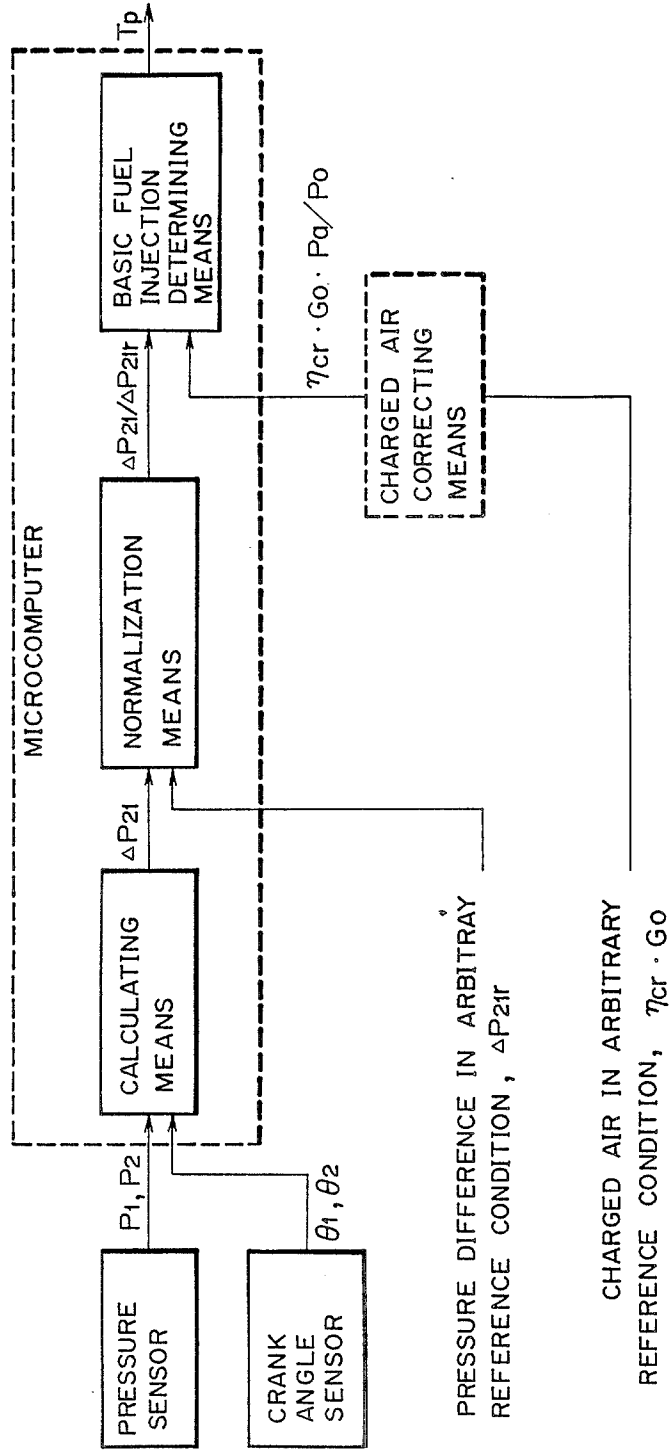 MICROCOMPUTER
PRESSURE
SENSOR
P1, P2
CRANK
ANGLE
SENSOR
θ1, θ2
CALCULATING
MEANS
ΔP21
NORMALIZATION
MEANS
ΔP21/ΔP21r
BASIC FUEL
INJECTION
DETERMINING
MEANS
Tp
ηcr · Go · Pa/Po
CHARGED AIR
CORRECTING
MEANS
PRESSURE DIFFERENCE IN ARBITRAY
REFERENCE CONDITION, ΔP21r
CHARGED AIR IN ARBITRARY
REFERENCE CONDITION, ηcr · Go